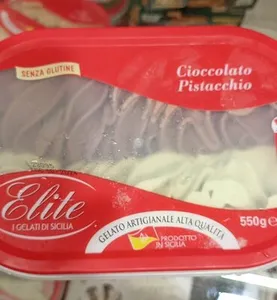 SENZA GLUTINE
Cioccolato
Pistacchio
Elite
I GELATI DI SICILIA
GELATO ARTIGIANALE ALTA QUALITÀ
PRODOTTO
IN SICILIA
550g e